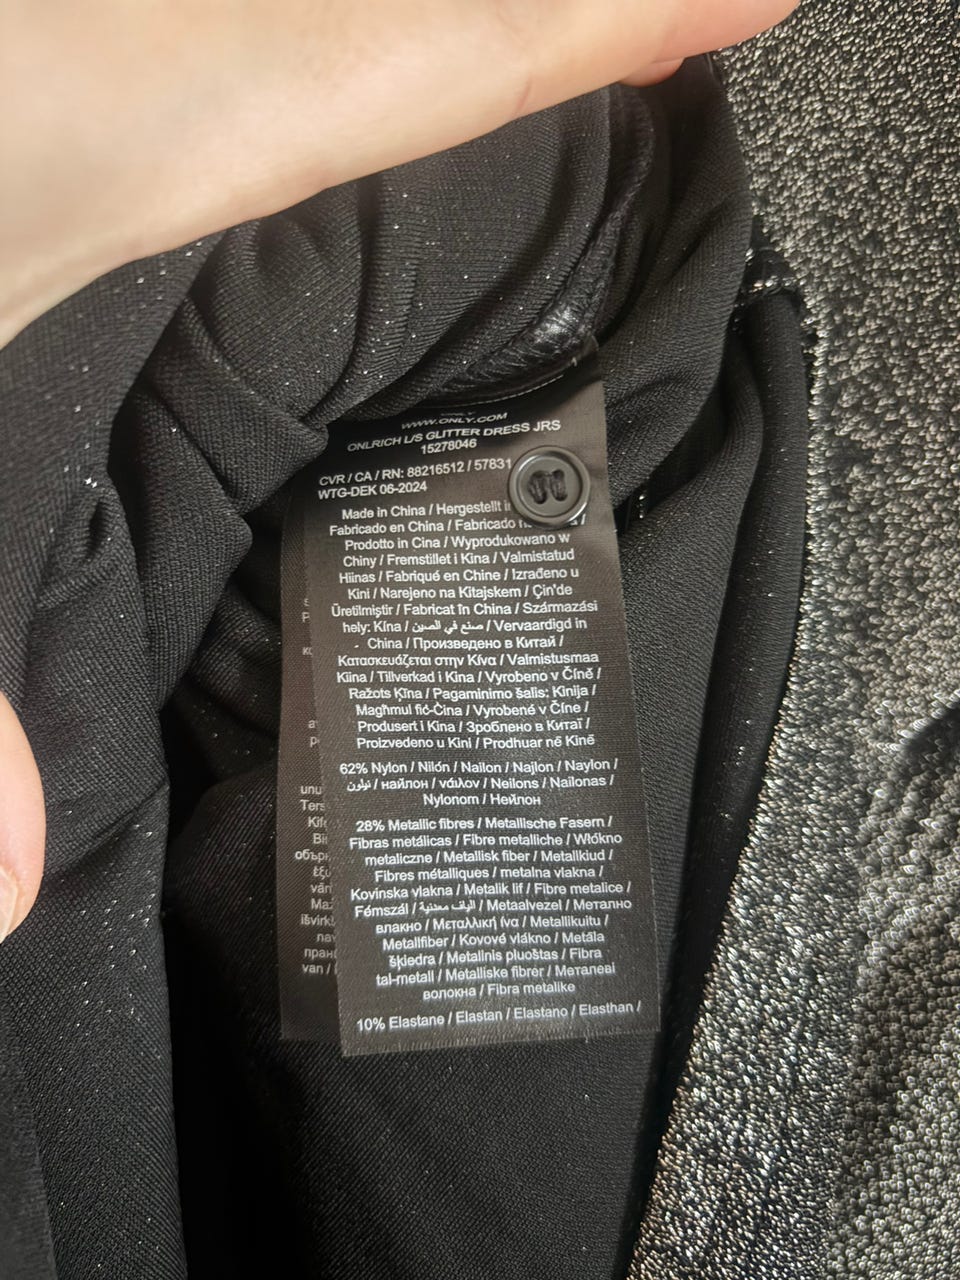 ONLY
WWW.ONLY.COM
ONLRICH L/S GLITTER DRESS JRS
15278046
CVR / CA / RN: 88216512 / 57831
WTG-DEK 06-2024
Made in China / Hergestellt in
Fabricado en China / Fabricado /
Prodotto in Cina / Wyprodukowano w
Chiny / Fremstillet i Kina / Valmistatud
Hiinas / Fabriqué en Chine / Izrađeno u
Kini / Narejeno na Kitajskem / Çin'de
Üretilmiştir / Fabricat în China / Származási
hely: Kína / صنع في الصين / Vervaardigd in
China / Произведено в Китай /
Κατασκευάζεται στην Κίνα / Valmistusmaa
Kiina / Tillverkad i Kina / Vyrobeno v Číně /
Ražots Ķīna / Pagaminimo šalis: Kinija /
Magħmul fiċ-Ċina / Vyrobené v Číne /
Produsert i Kina / Зроблено в Китаї /
Proizvedeno u Kini / Prodhuar në Kinë
62% Nylon / Nilón / Nailon / Najlon / Naylon /
نيلون / найлон / νάιλον / Neilons / Nailonas /
Nylonom / Нейлон
28% Metallic fibres / Metallische Fasern /
Fibras metálicas / Fibre metalliche / Włókno
metaliczne / Metallisk fiber / Metallkiud /
Fibres métalliques / metalna vlakna /
Kovinska vlakna / Metalik lif / Fibre metalice /
Fémszál / الياف معدنية / Metaalvezel / Метално
влакно / Μεταλλική ίνα / Metallikuitu /
Metallfiber / Kovové vlákno / Metāla
šķiedra / Metalinis pluoštas / Fibra
tal-metall / Metalliske fibrer / Металеві
волокна / Fibra metalike
10% Elastane / Elastan / Elastano / Elasthan /